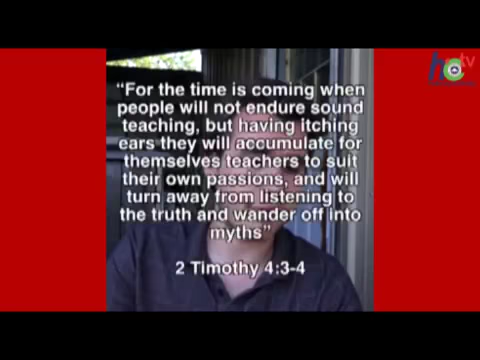 “For the time is coming when
people will not endure sound
teaching, but having itching
ears they will accumulate for
themselves teachers to suit
their own passions, and will
turn away from listening to
the truth and wander off into
myths”
2 Timothy 4:3-4
tv